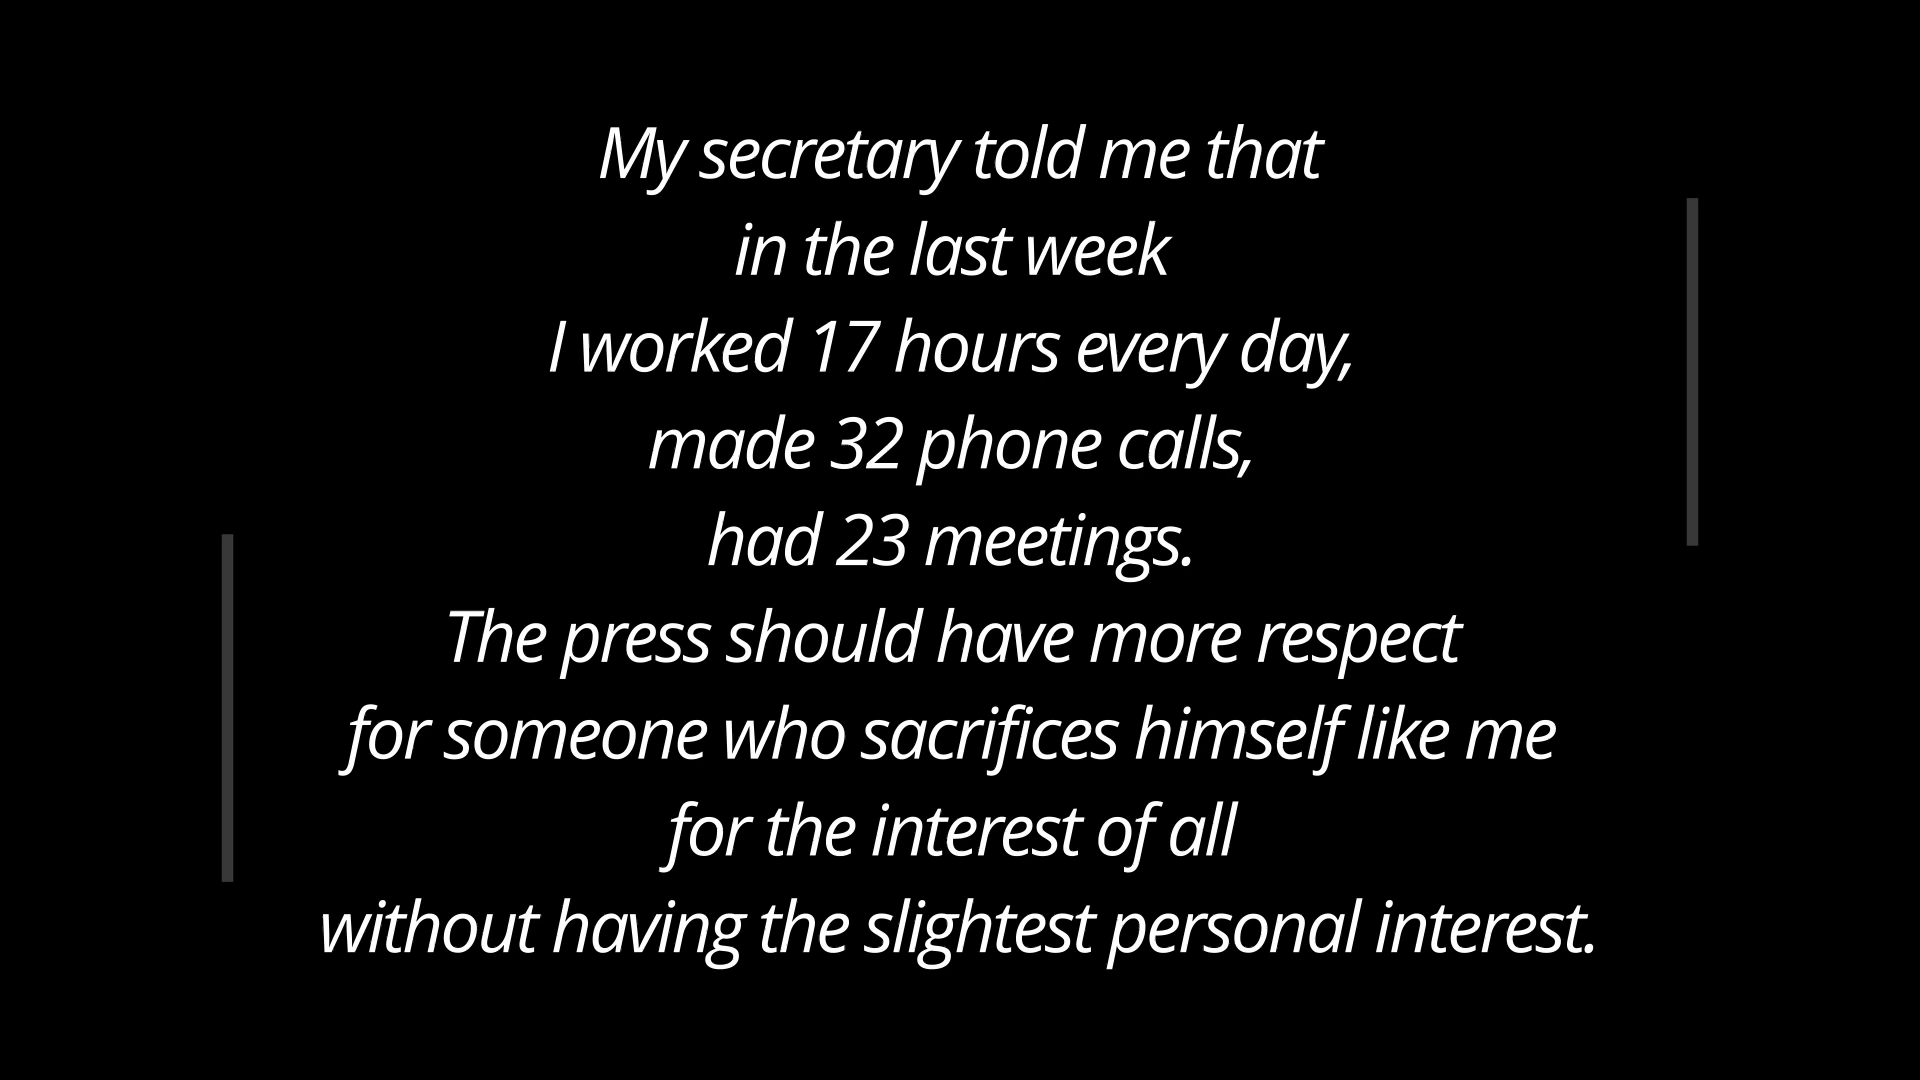 My secretary told me that
in the last week
I worked 17 hours every day,
made 32 phone calls,
had 23 meetings.
The press should have more respect
for someone who sacrifices himself like me
for the interest of all
without having the slightest personal interest.